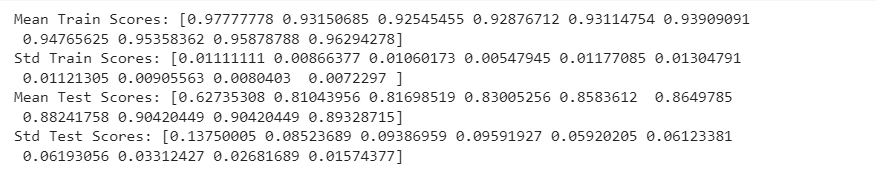 Mean Train Scores: [0.97777778 0.93150685 0.92545455 0.92876712 0.93114754 0.93909091
0.94765625 0.95358362 0.95878788 0.96294278]
Std Train Scores: [0.01111111 0.00866377 0.01060173 0.00547945 0.01177085 0.01304791
0.01121305 0.00905563 0.0080403  0.0072297 ]
Mean Test Scores: [0.62735308 0.81043956 0.81698519 0.83005256 0.8583612  0.8649785
0.88241758 0.90420449 0.90420449 0.89328715]
Std Test Scores: [0.13750005 0.08523689 0.09386959 0.09591927 0.05920205 0.06123381
0.06193056 0.03312427 0.02681689 0.01574377]